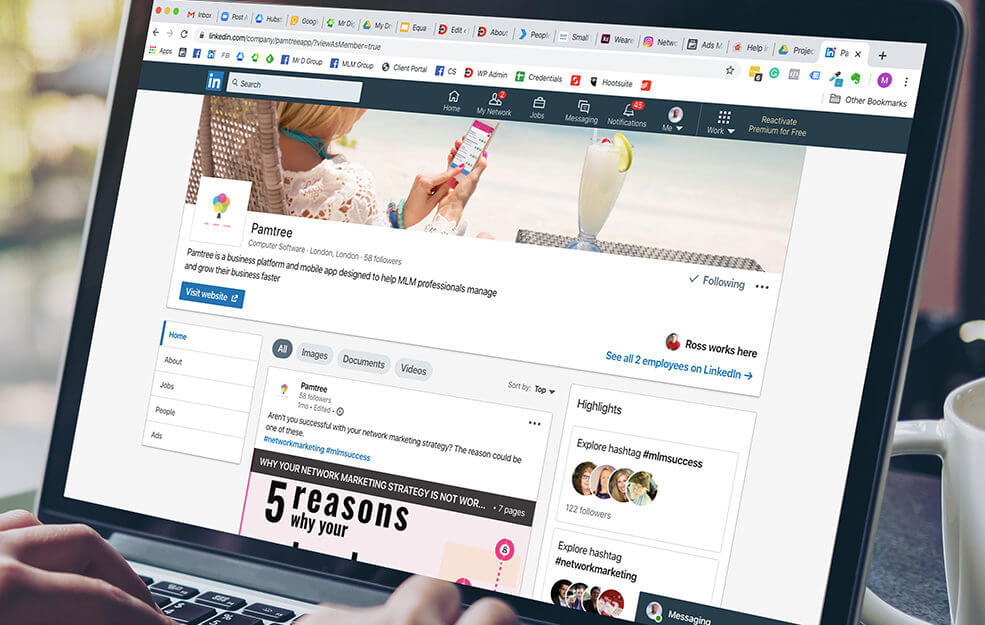 Inbox
Post A
Hubst
Googl
Mr Dig
My Dr
Equa
Edit
About
People
Small
Weare
Netwo
Ads M
Help I
Projec
Pa
linkedin.com/company/pamtreeapp/?viewAsMember=true
Apps
FB
Mr D Group
MLM Group
Client Portal
CS
WP Admin
Credentials
Hootsuite
M
Other Bookmarks
in
Search
Home
My Network
2
Jobs
Messaging
Notifications
45
Me
Work
Reactivate
Premium for Free
Pamtree
Computer Software · London, London · 58 followers
Pamtree is a business platform and mobile app designed to help MLM professionals manage
and grow their business faster
Visit website
Following
Ross works here
See all 2 employees on LinkedIn →
Home
About
Jobs
People
Ads
All
Images
Documents
Videos
Sort by: Top
Pamtree
58 followers
1mo • Edited •
Aren't you successful with your network marketing strategy? The reason could be
one of these.
#networkmarketing #mlmsuccess
WHY YOUR NETWORK MARKETING STRATEGY IS NOT WOR... • 7 pages
5 reasons
why your
Highlights
Explore hashtag #mlmsuccess
122 followers
Explore hashtag
#networkmarketing
Messaging